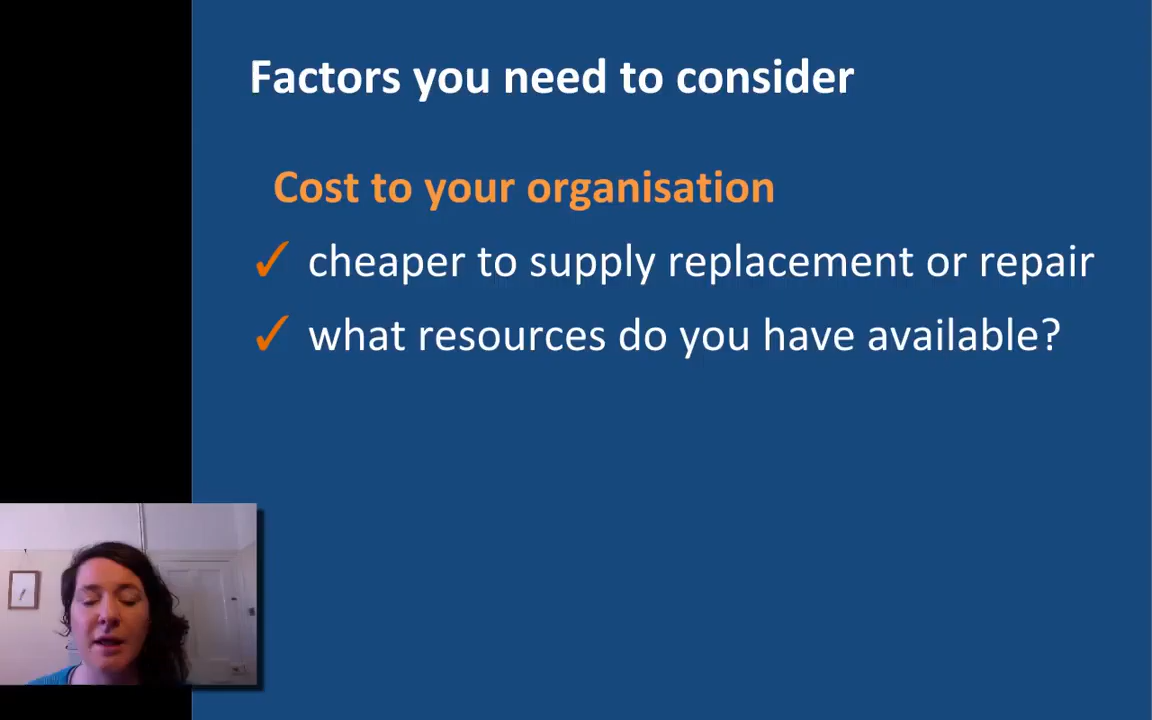 Factors you need to consider
Cost to your organisation
✓ cheaper to supply replacement or repair
✓ what resources do you have available?